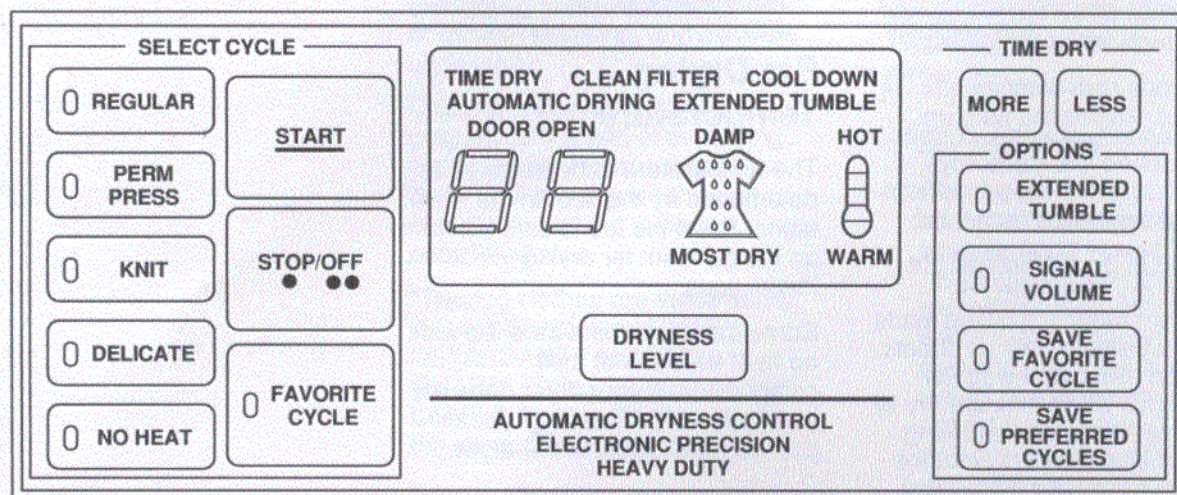 SELECT CYCLE
REGULAR
PERM
PRESS
KNIT
DELICATE
NO HEAT
START
STOP/OFF
FAVORITE
CYCLE
TIME DRY CLEAN FILTER COOL DOWN
AUTOMATIC DRYING EXTENDED TUMBLE
DOOR OPEN
DAMP
HOT
88
MOST DRY
WARM
DRYNESS
LEVEL
AUTOMATIC DRYNESS CONTROL
ELECTRONIC PRECISION
HEAVY DUTY
TIME DRY
MORE
LESS
OPTIONS
EXTENDED
TUMBLE
SIGNAL
VOLUME
SAVE
FAVORITE
CYCLE
SAVE
PREFERRED
CYCLES